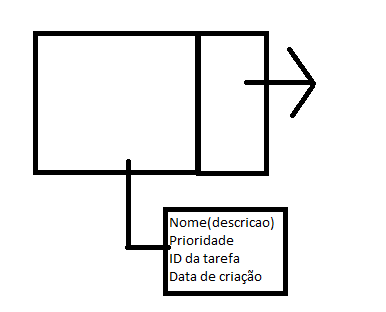 Nome(descricao)
Prioridade
ID da tarefa
Data de criação